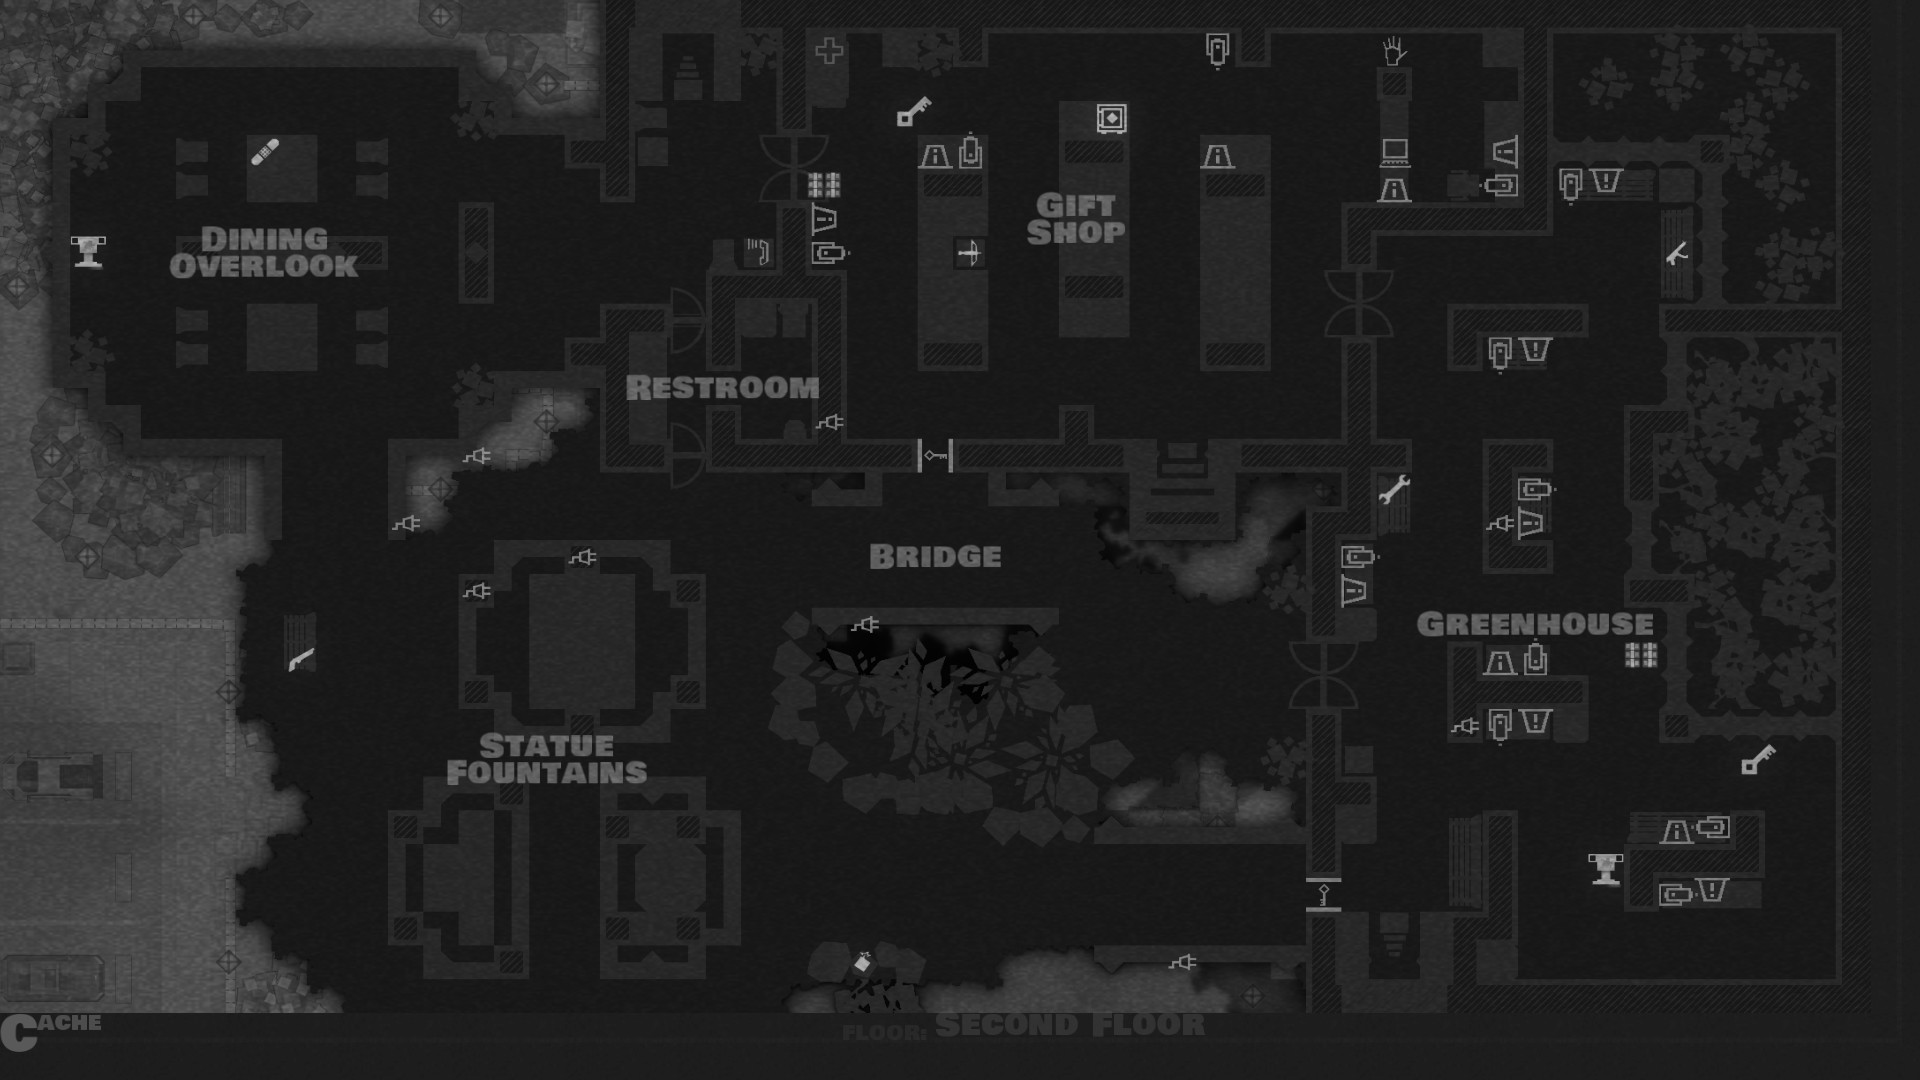 GIFT
SHOP
DINING
OVERLOOK
RESTROOM
BRIDGE
GREENHOUSE
STATUE
FOUNTAINS
CACHE
FLOOR: SECOND FLOOR